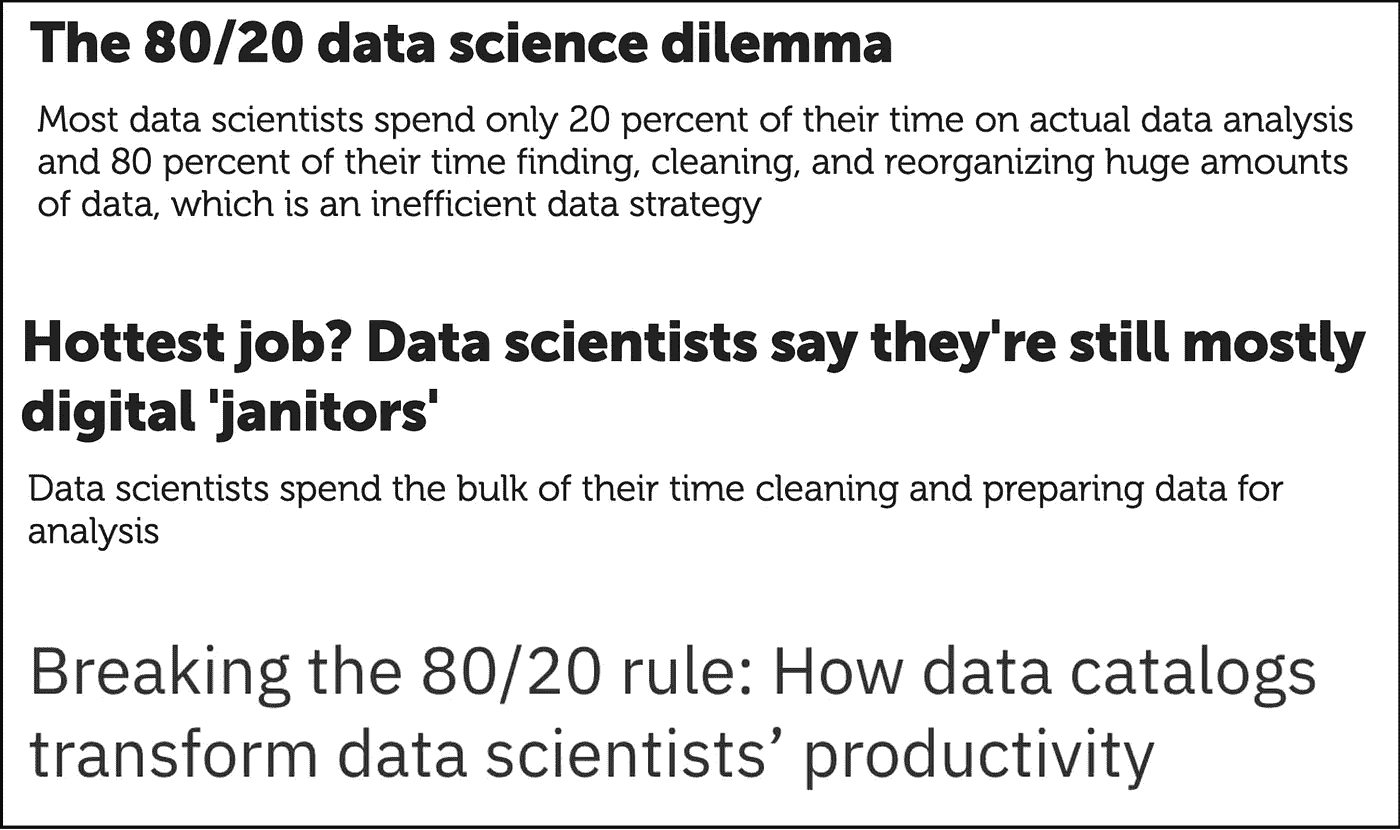 The 80/20 data science dilemma
Most data scientists spend only 20 percent of their time on actual data analysis
and 80 percent of their time finding, cleaning, and reorganizing huge amounts
of data, which is an inefficient data strategy
Hottest job? Data scientists say they're still mostly
digital 'janitors'
Data scientists spend the bulk of their time cleaning and preparing data for
analysis
Breaking the 80/20 rule: How data catalogs
transform data scientists’ productivity